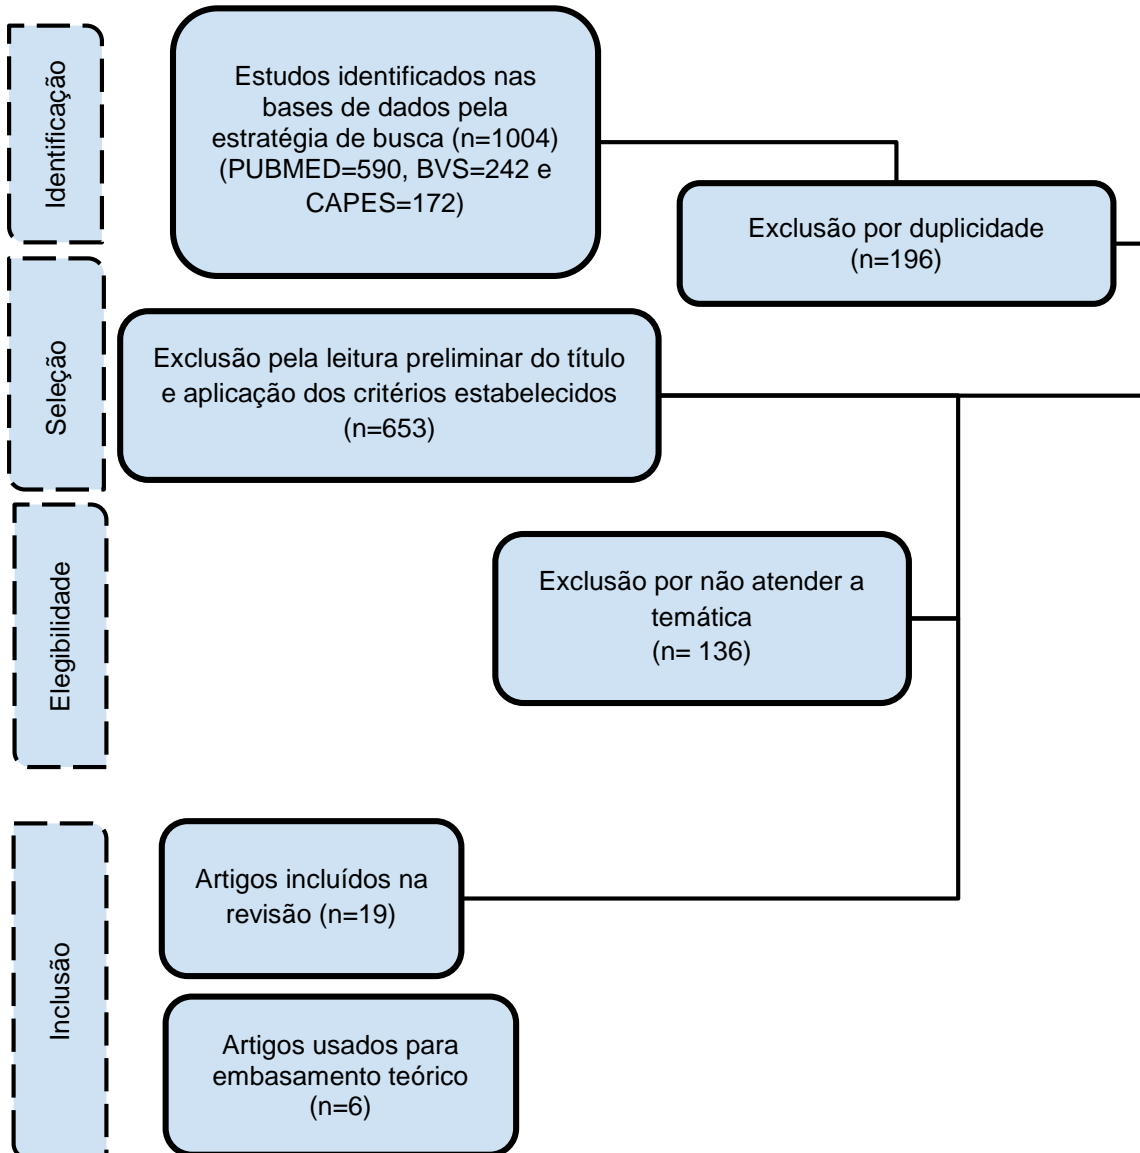 Identificação
Estudos identificados nas
bases de dados pela
estratégia de busca (n=1004)
(PUBMED=590, BVS=242 e
CAPES=172)
Exclusão por duplicidade
(n=196)
Seleção
Exclusão pela leitura preliminar do título
e aplicação dos critérios estabelecidos
(n=653)
Elegibilidade
Exclusão por não atender a
temática
(n= 136)
Inclusão
Artigos incluídos na
revisão (n=19)
Artigos usados para
embasamento teórico
(n=6)